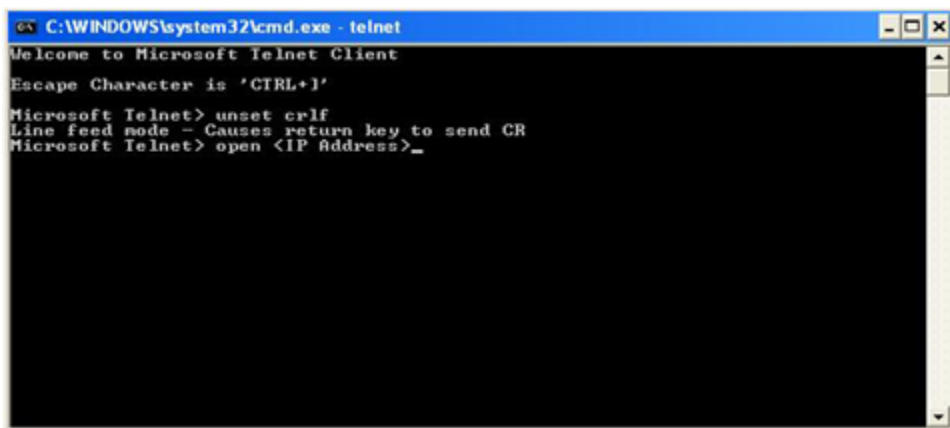 C:\WINDOWS\system32\cmd.exe - telnet
Welcome to Microsoft Telnet Client
Escape Character is 'CTRL+]'
Microsoft Telnet> unset crlf
Line feed mode - Causes return key to send CR
Microsoft Telnet> open <IP Address>_